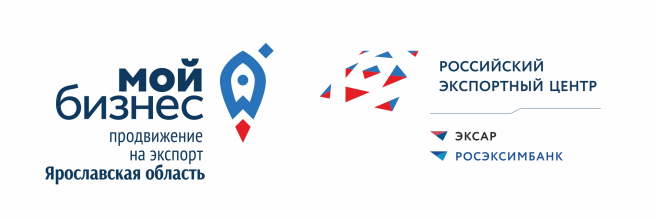 мой
бизнес
продвижение
на экспорт
Ярославская область
РОССИЙСКИЙ
ЭКСПОРТНЫЙ ЦЕНТР
ЭКСАР
РОСЭКСИМБАНК